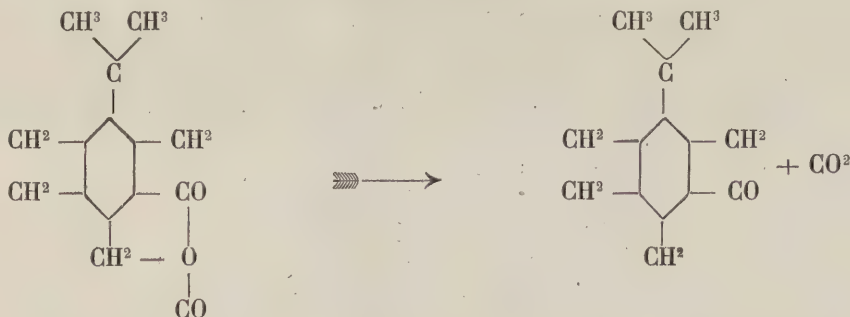 CH³ CH³ CH³ CH³
C C
CH² CH² CH² CH²
+ CO²
CH² CO CH² CO
CH² O CH²
CO